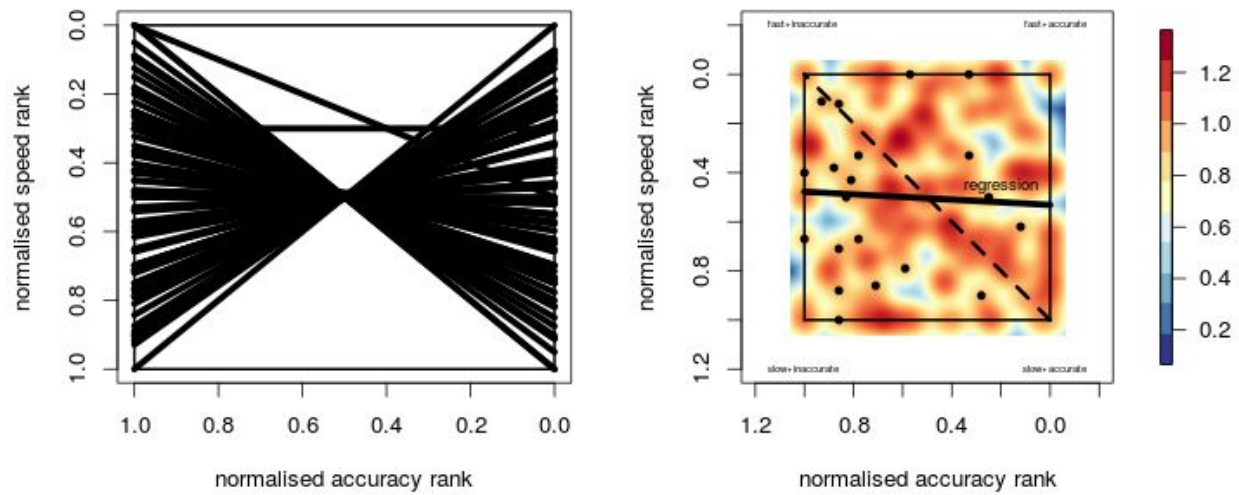 normalised speed rank
0.0
0.2
0.4
0.6
0.8
1.0
1.0 0.8 0.6 0.4 0.2 0.0
normalised accuracy rank
normalised speed rank
0.0
0.4
0.8
1.2
fast+inaccurate fast+accurate
regression
slow+inaccurate slow+accurate
1.2 0.8 0.4 0.0
normalised accuracy rank
1.2
1.0
0.8
0.6
0.4
0.2